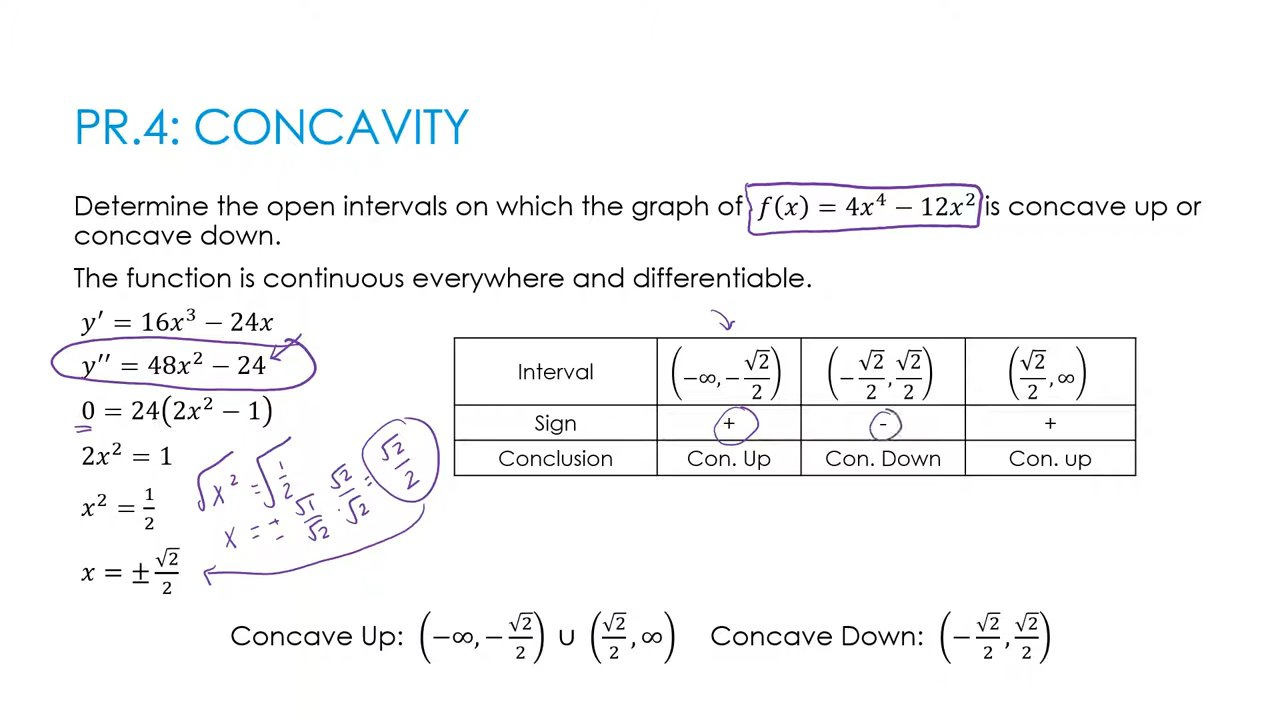 PR.4: CONCAVITY
Determine the open intervals on which the graph of f(x) = 4x⁴ − 12x² is concave up or
concave down.
The function is continuous everywhere and differentiable.
y′ = 16x³ − 24x
y′′ = 48x² − 24
0 = 24(2x² − 1)
2x² = 1
x² = 1/2
x = ±√2/2
√x² = √1/2
x = ± √1/√2 · √2/√2 = √2/2
Interval (−∞, −√2/2) (−√2/2, √2/2) (√2/2, ∞)
Sign + - +
Conclusion Con. Up Con. Down Con. up
Concave Up: (−∞, −√2/2) ∪ (√2/2, ∞) Concave Down: (−√2/2, √2/2)